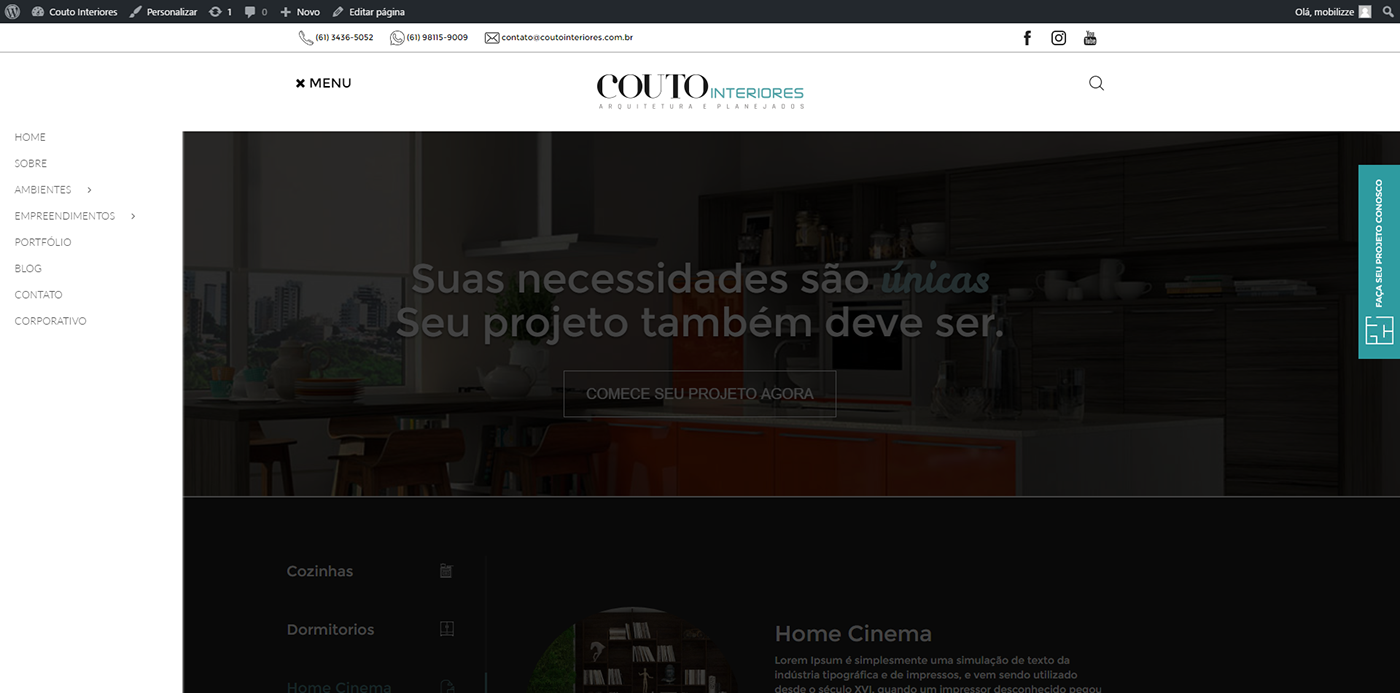 Couto Interiores Personalizar 1 0 Novo Editar página Olá, mobilizze
(61) 3436-5052 (61) 98115-9009 contato@coutointeriores.com.br
You
Tube
MENU
COUTO INTERIORES
ARQUITETURA E PLANEJADOS
HOME
SOBRE
AMBIENTES
EMPREENDIMENTOS
PORTFÓLIO
BLOG
CONTATO
CORPORATIVO
Suas necessidades são únicas
Seu projeto também deve ser.
COMECE SEU PROJETO AGORA
FAÇA SEU PROJETO CONOSCO
Cozinhas
Dormitorios
Home Cinema
Home Cinema
Lorem Ipsum é simplesmente uma simulação de texto da
indústria tipográfica e de impressos, e vem sendo utilizado
desde o século XVI, quando um impressor desconhecido pegou